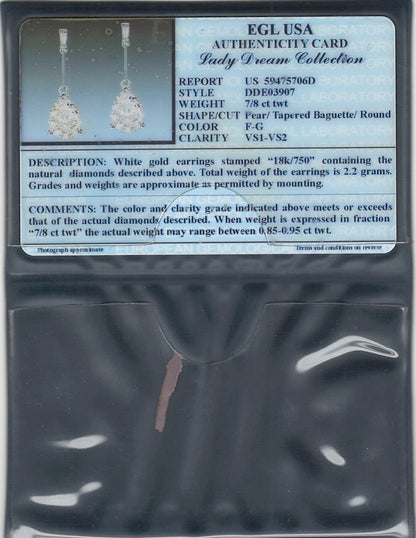 EGL USA
AUTHENTICITY CARD
Lady Dream Collection
REPORT US 59475706D
STYLE DDE03907
WEIGHT 7/8 ct twt
SHAPE/CUT Pear/ Tapered Baguette/ Round
COLOR F-G
CLARITY VS1-VS2
DESCRIPTION: White gold earrings stamped “18k/750” containing the
natural diamonds described above. Total weight of the earrings is 2.2 grams.
Grades and weights are approximate as permitted by mounting.
COMMENTS: The color and clarity grade indicated above meets or exceeds
that of the actual diamonds described. When weight is expressed in fraction
“7/8 ct twt” the actual weight may range between 0.85-0.95 ct twt.
Photograph approximate Terms and conditions on reverse